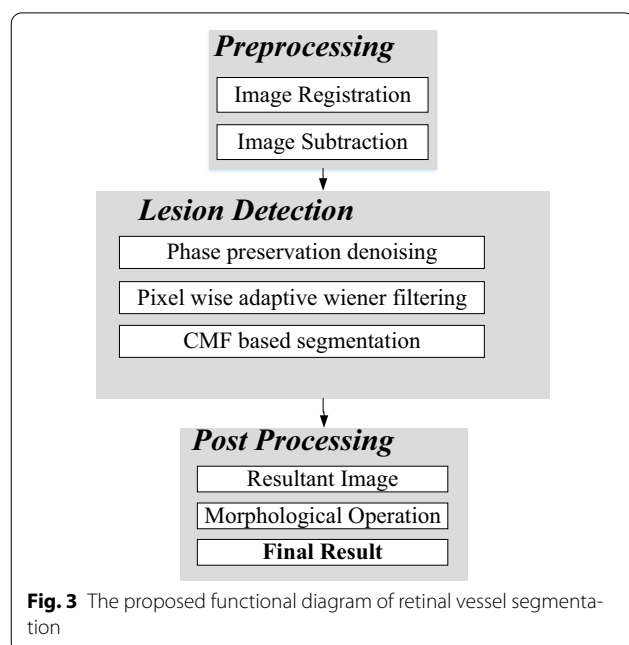 Preprocessing
Image Registration
Image Subtraction
Lesion Detection
Phase preservation denoising
Pixel wise adaptive wiener filtering
CMF based segmentation
Post Processing
Resultant Image
Morphological Operation
Final Result
Fig. 3 The proposed functional diagram of retinal vessel segmenta-
tion